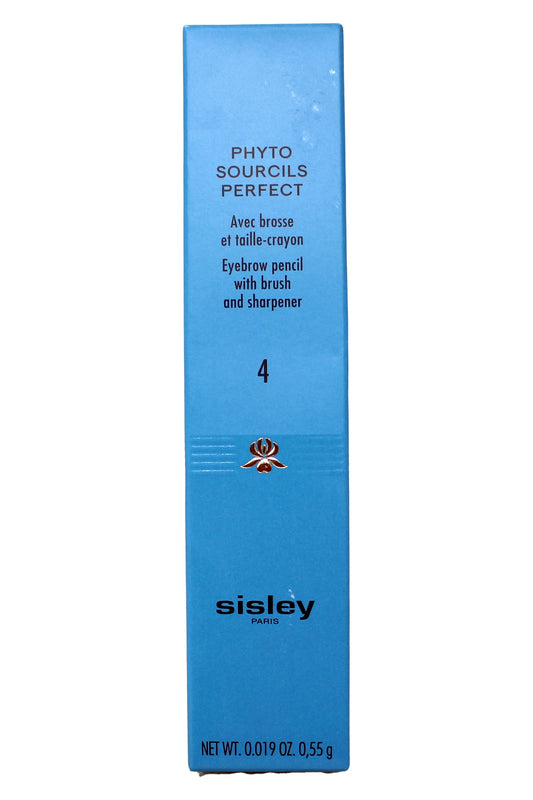 PHYTO
SOURCILS
PERFECT
Avec brosse
et taille-crayon
Eyebrow pencil
with brush
and sharpener
4
sisley
PARIS
NET WT. 0.019 OZ. 0,55 g